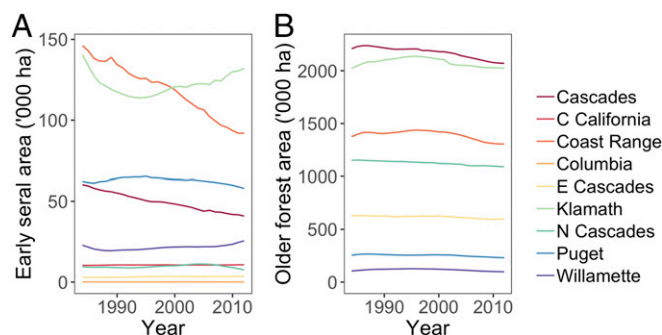 A
Early seral area ('000 ha)
150
100
50
0
1990
2000
2010
Year
B
Older forest area ('000 ha)
2000
1500
1000
500
0
1990
2000
2010
Year
Cascades
C California
Coast Range
Columbia
E Cascades
Klamath
N Cascades
Puget
Willamette